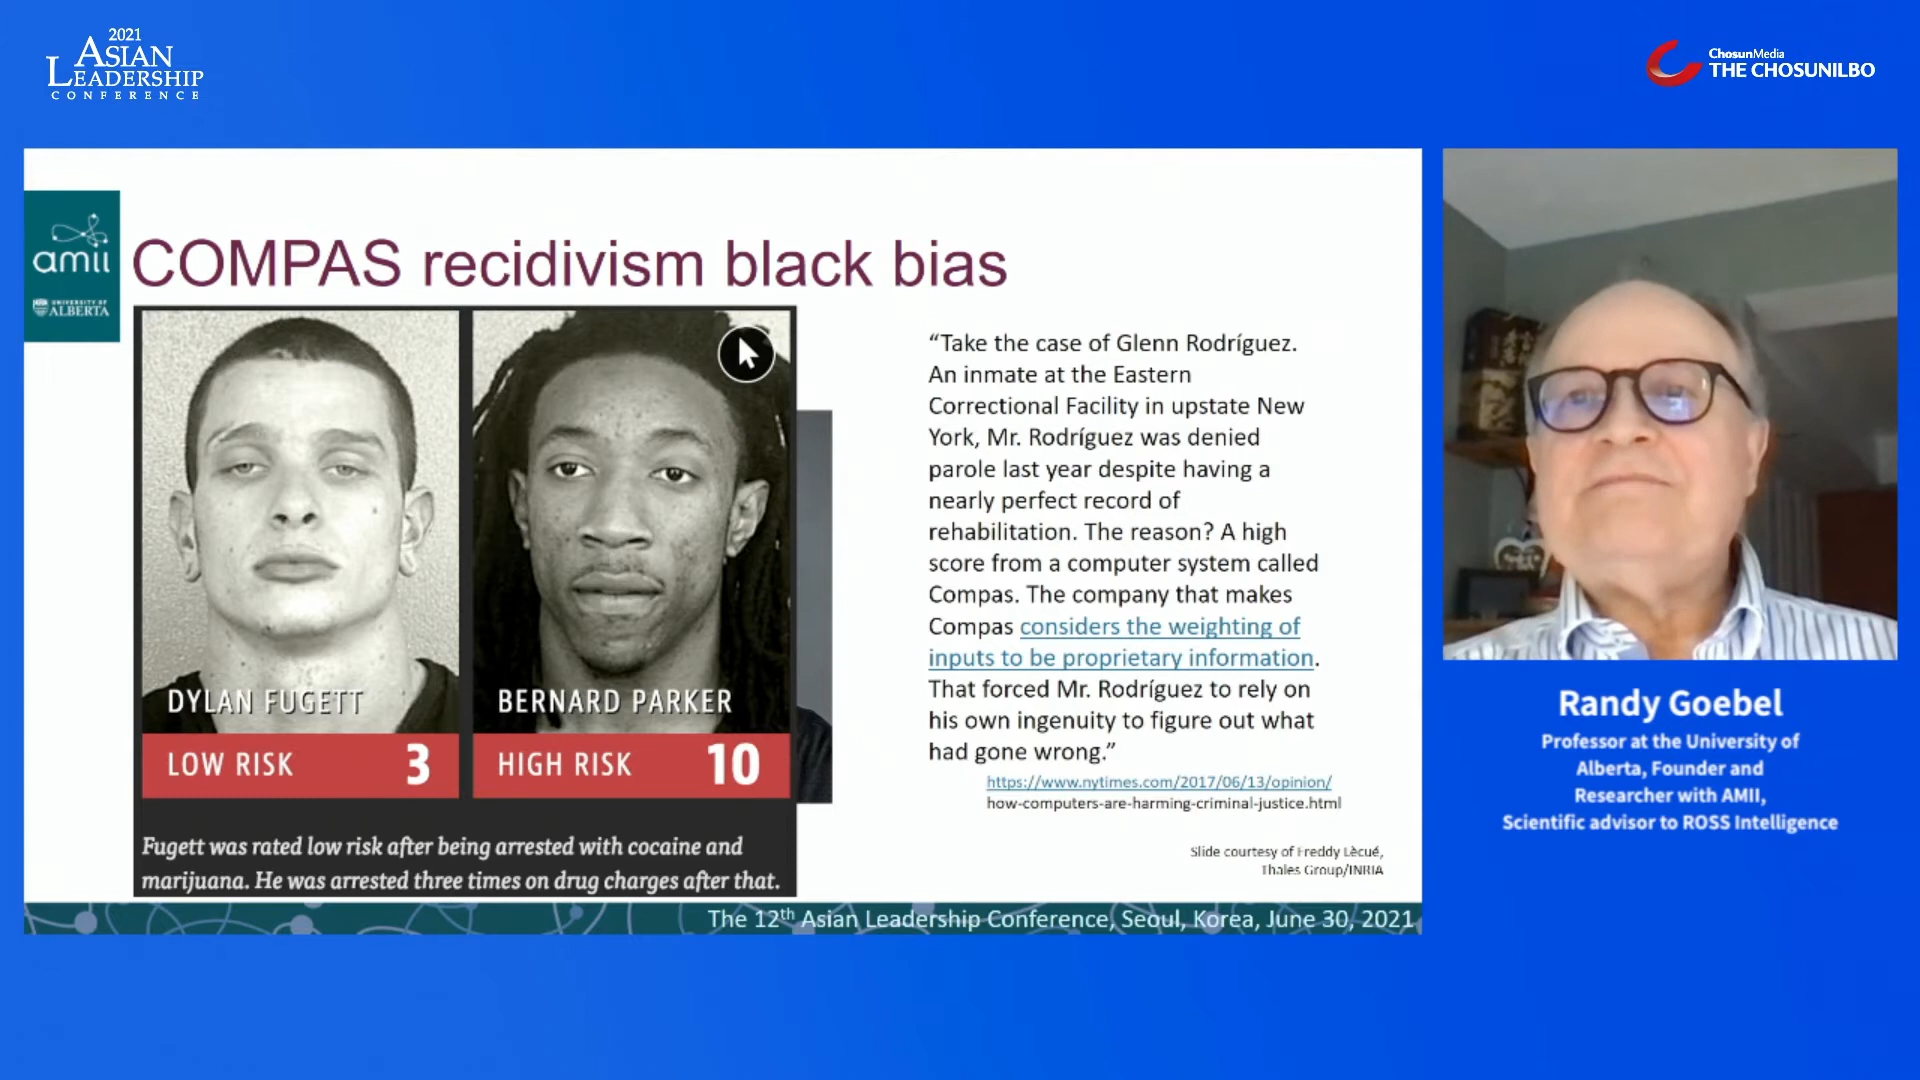 2021
ASIAN
LEADERSHIP
CONFERENCE
ChosunMedia
THE CHOSUNILBO
amii
UNIVERSITY OF
ALBERTA
COMPAS recidivism black bias
DYLAN FUGETT
LOW RISK 3
BERNARD PARKER
HIGH RISK 10
Fugett was rated low risk after being arrested with cocaine and
marijuana. He was arrested three times on drug charges after that.
“Take the case of Glenn Rodríguez.
An inmate at the Eastern
Correctional Facility in upstate New
York, Mr. Rodríguez was denied
parole last year despite having a
nearly perfect record of
rehabilitation. The reason? A high
score from a computer system called
Compas. The company that makes
Compas considers the weighting of
inputs to be proprietary information.
That forced Mr. Rodríguez to rely on
his own ingenuity to figure out what
had gone wrong.”
https://www.nytimes.com/2017/06/13/opinion/
how-computers-are-harming-criminal-justice.html
Slide courtesy of Freddy Lècué,
Thales Group/INRIA
The 12th Asian Leadership Conference, Seoul, Korea, June 30, 2021
Randy Goebel
Professor at the University of
Alberta, Founder and
Researcher with AMII,
Scientific advisor to ROSS Intelligence